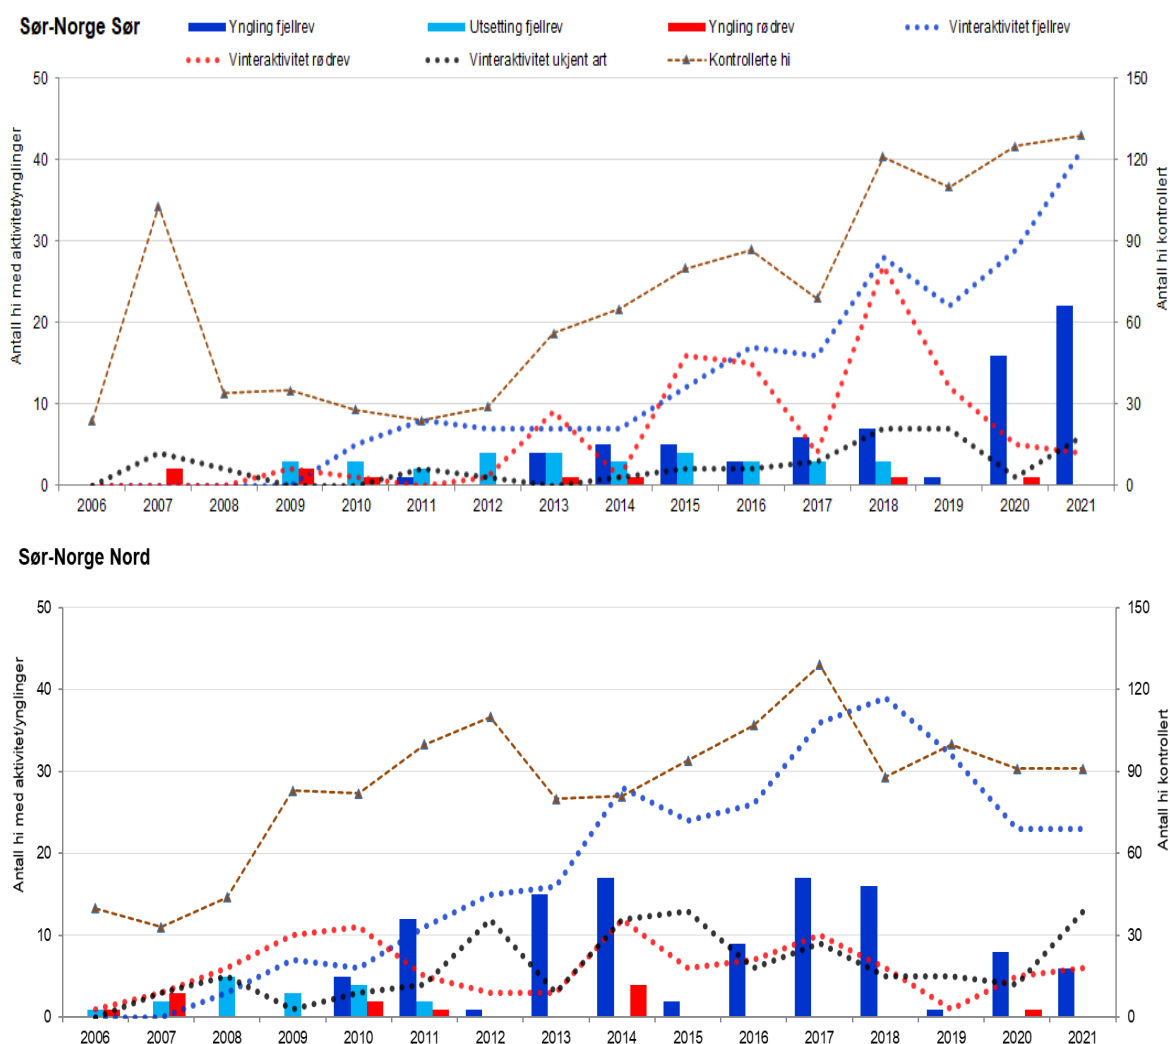 Sør-Norge Sør
Yngling fjellrev Utsetting fjellrev Yngling rødrev Vinteraktivitet fjellrev
Vinteraktivitet rødrev Vinteraktivitet ukjent art Kontrollerte hi
Antall hi med aktivitet/ynglinger
50
40
30
20
10
0
150
120
90
60
30
0
Antall hi kontrollert
2006 2007 2008 2009 2010 2011 2012 2013 2014 2015 2016 2017 2018 2019 2020 2021
Sør-Norge Nord
Antall hi med aktivitet/ynglinger
50
40
30
20
10
0
150
120
90
60
30
0
Antall hi kontrollert
2006 2007 2008 2009 2010 2011 2012 2013 2014 2015 2016 2017 2018 2019 2020 2021